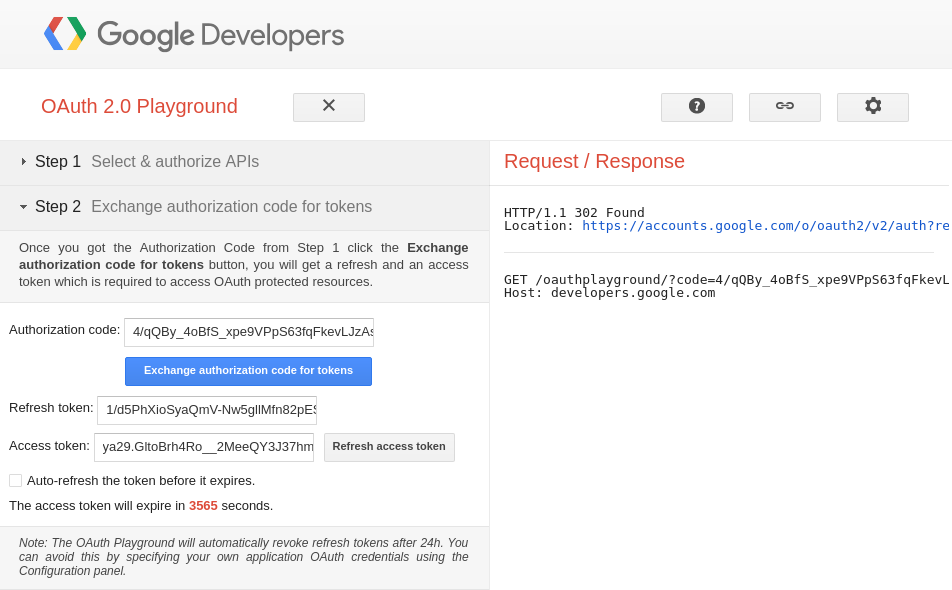 Google Developers
OAuth 2.0 Playground
Step 1 Select & authorize APIs
Step 2 Exchange authorization code for tokens
Once you got the Authorization Code from Step 1 click the Exchange
authorization code for tokens button, you will get a refresh and an access
token which is required to access OAuth protected resources.
Authorization code: 4/qQBy_4oBfS_xpe9VPpS63fqFkevLJzAs
Exchange authorization code for tokens
Refresh token: 1/d5PhXioSyaQmV-Nw5gllMfn82pES
Access token: ya29.GltoBrh4Ro__2MeeQY3J37hm Refresh access token
Auto-refresh the token before it expires.
The access token will expire in 3565 seconds.
Note: The OAuth Playground will automatically revoke refresh tokens after 24h. You
can avoid this by specifying your own application OAuth credentials using the
Configuration panel.
Request / Response
HTTP/1.1 302 Found
Location: https://accounts.google.com/o/oauth2/v2/auth?re
GET /oauthplayground/?code=4/qQBy_4oBfS_xpe9VPpS63fqFkevL
Host: developers.google.com